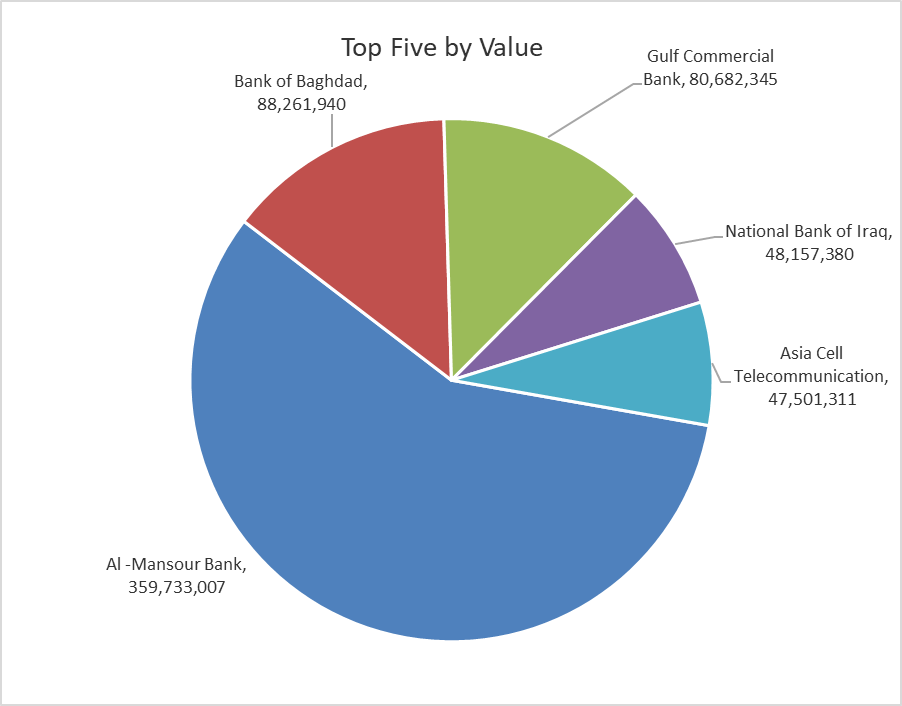 Top Five by Value
Gulf Commercial
Bank, 80,682,345
Bank of Baghdad,
88,261,940
National Bank of Iraq,
48,157,380
Asia Cell
Telecommunication,
47,501,311
Al -Mansour Bank,
359,733,007